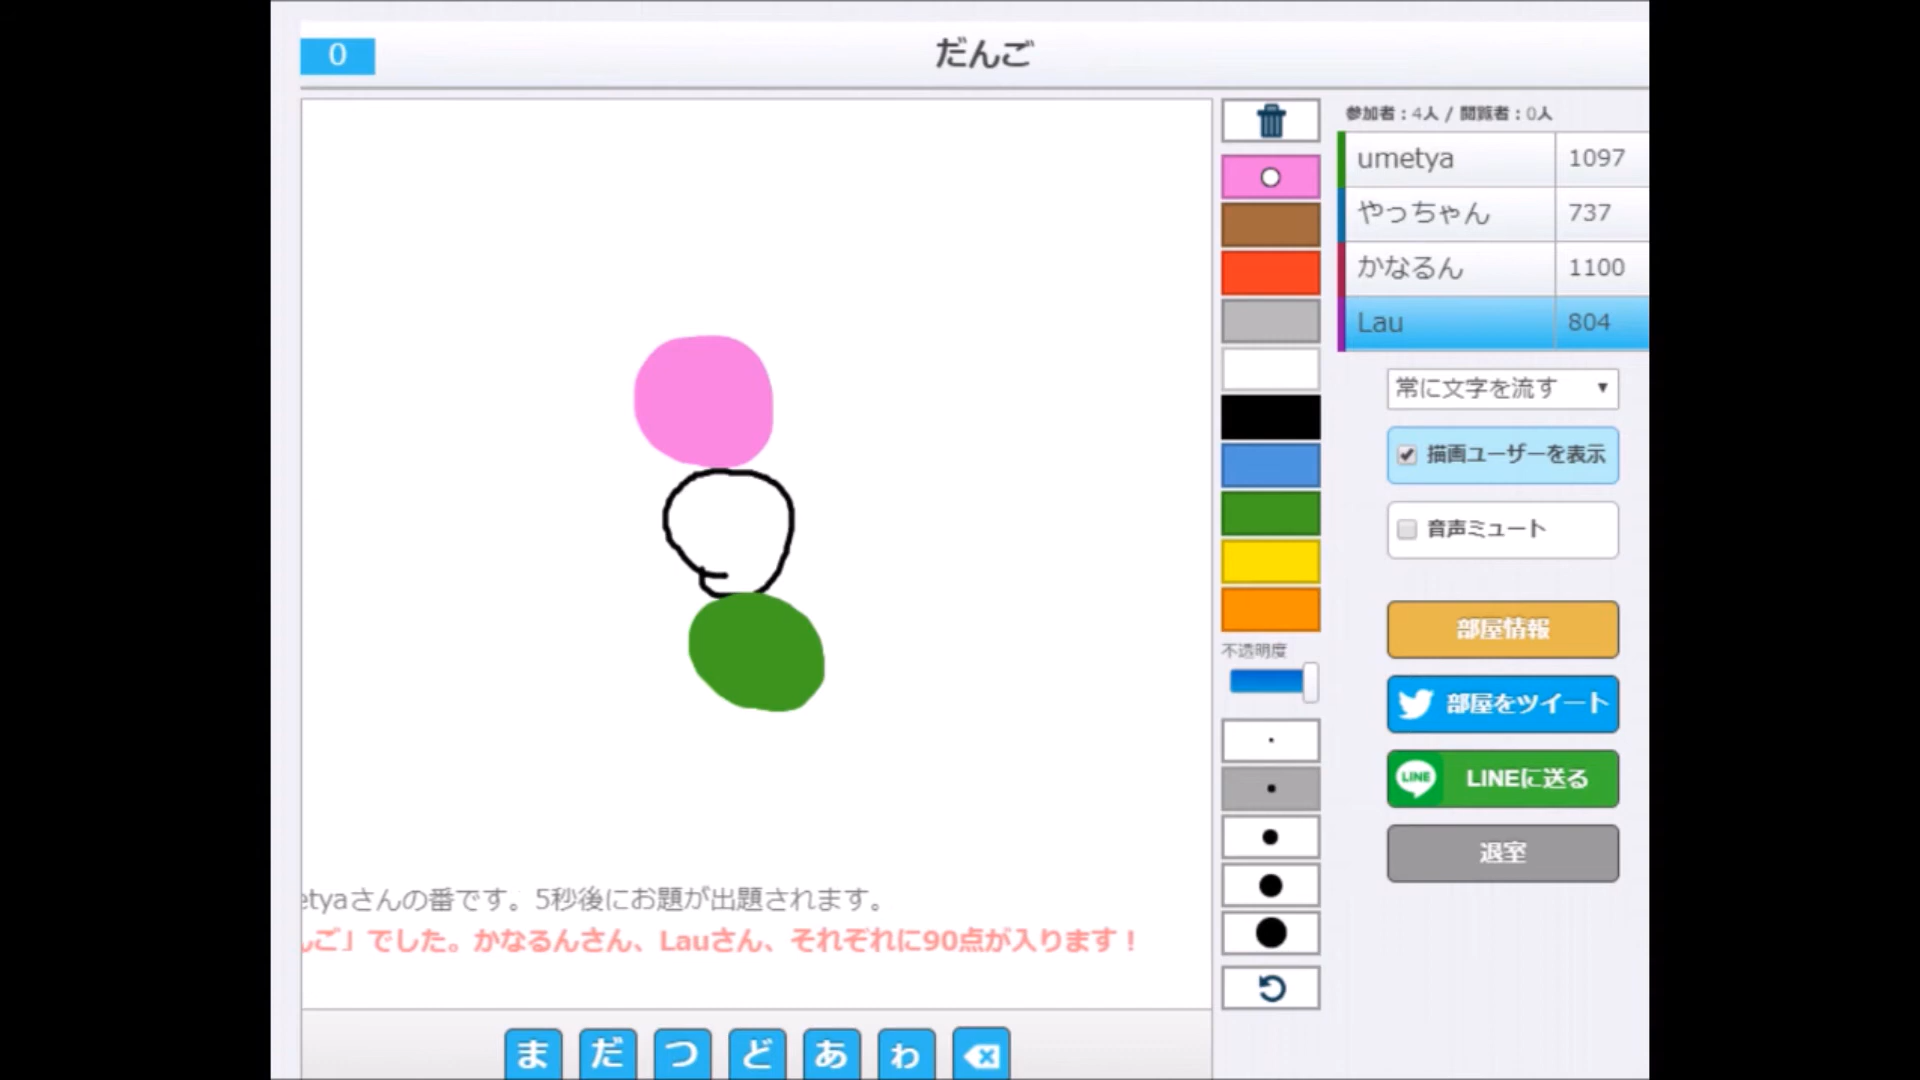 0
だんご
参加者：4人 / 閲覧者：0人
umetya 1097
やっちゃん 737
かなるん 1100
Lau 804
常に文字を流す
描画ユーザーを表示
音声ミュート
不透明度
部屋情報
部屋をツイート
LINE LINEに送る
退室
etyaさんの番です。5秒後にお題が出題されます。
んご」でした。かなるんさん、Lauさん、それぞれに90点が入ります！
ま だ つ ど あ わ